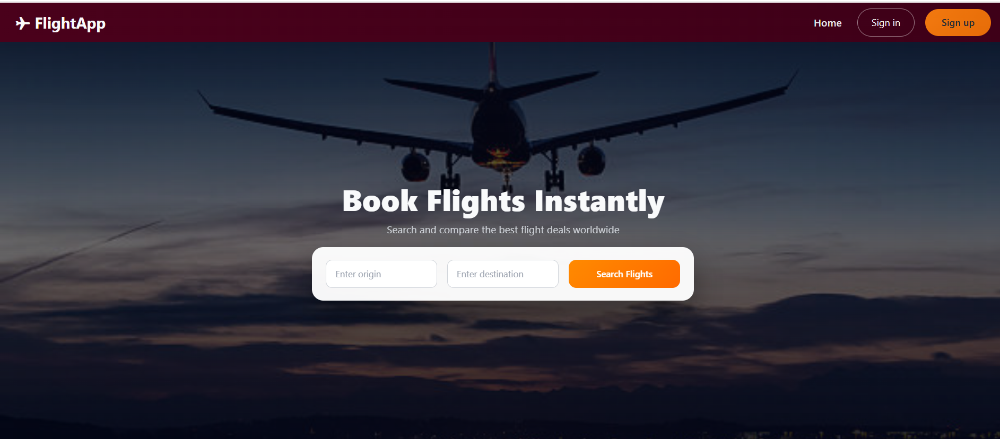 FlightApp
Home
Sign in
Sign up
Book Flights Instantly
Search and compare the best flight deals worldwide
Enter origin
Enter destination
Search Flights